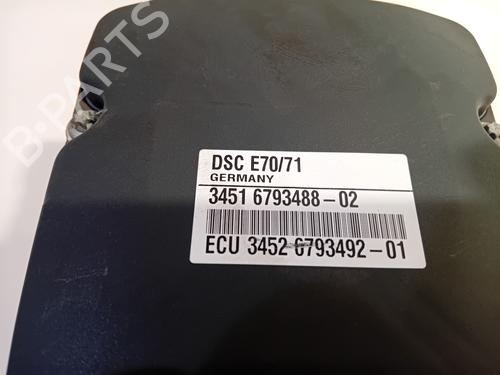 B-PARTS
DSC E70/71
GERMANY
3451 6793488-02
ECU 3452 6793492-01